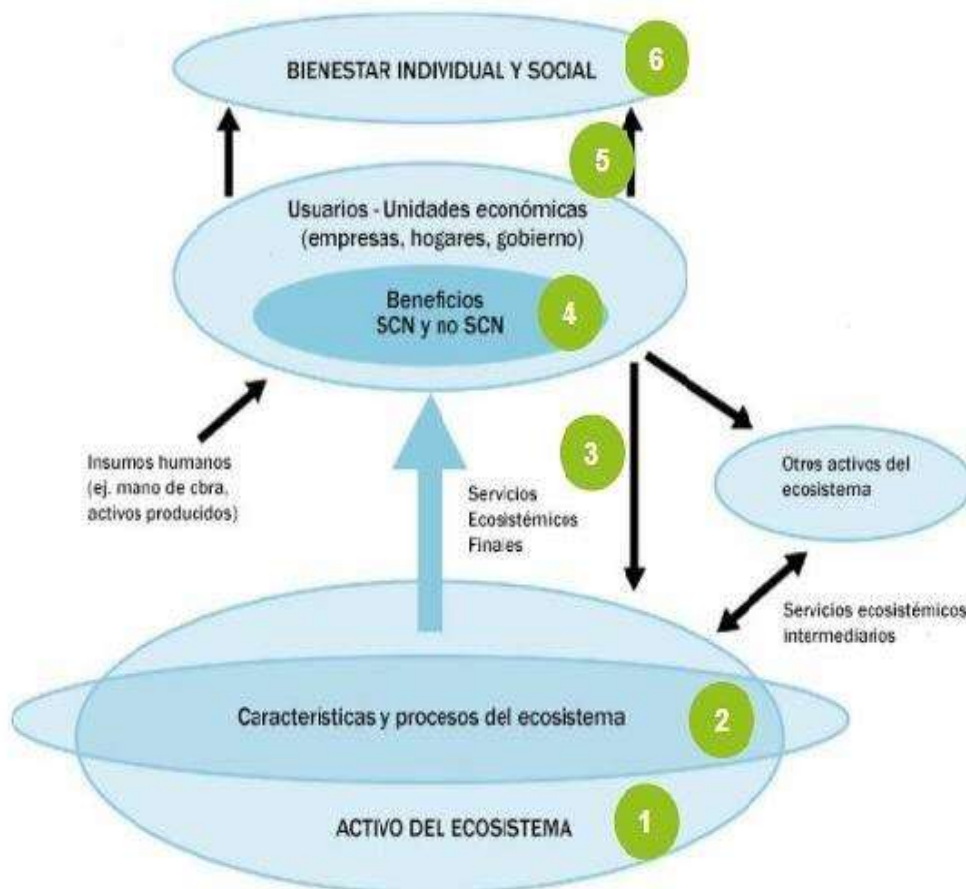 BIENESTAR INDIVIDUAL Y SOCIAL
6
5
Usuarios - Unidades económicas
(empresas, hogares, gobierno)
Beneficios
SCN y no SCN
4
Insumos humanos
(ej. mano de cbra,
activos producidos)
Servicios
Ecosistémicos
Finales
3
Otros activos del
ecosistema
Servicios ecosistémicos
intermediarios
Características y procesos del ecosistema
2
ACTIVO DEL ECOSISTEMA
1